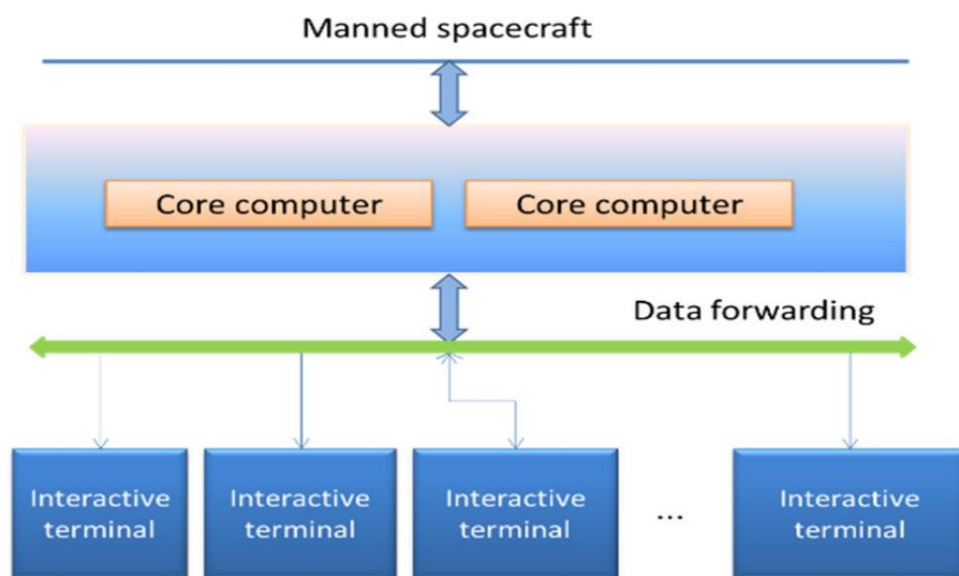 Manned spacecraft
Core computer
Core computer
Data forwarding
Interactive
terminal
Interactive
terminal
Interactive
terminal
...
Interactive
terminal